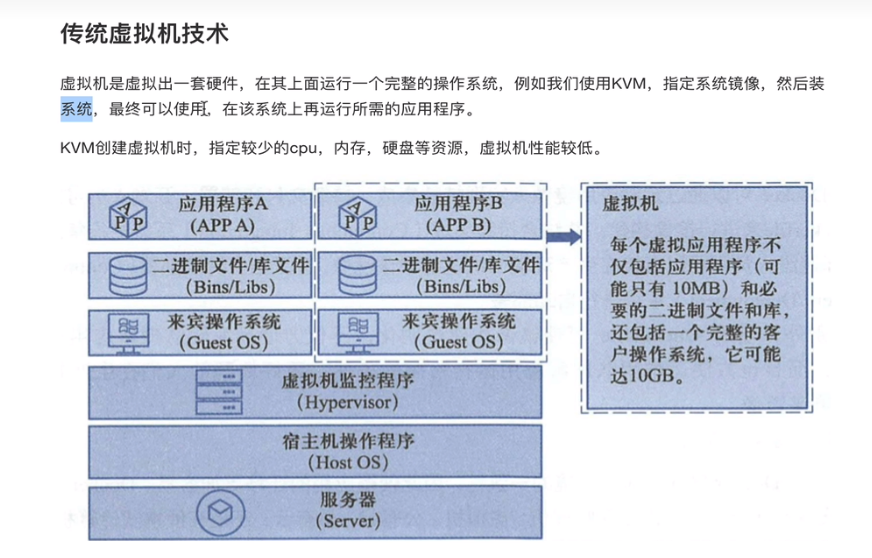 传统虚拟机技术
虚拟机是虚拟出一套硬件，在其上面运行一个完整的操作系统，例如我们使用KVM，指定系统镜像，然后装
系统，最终可以使用，在该系统上再运行所需的应用程序。
KVM创建虚拟机时，指定较少的cpu，内存，硬盘等资源，虚拟机性能较低。
APP
应用程序A
(APP A)
APP
应用程序B
(APP B)
二进制文件/库文件
(Bins/Libs)
二进制文件/库文件
(Bins/Libs)
来宾操作系统
(Guest OS)
来宾操作系统
(Guest OS)
虚拟机监控程序
(Hypervisor)
宿主机操作程序
(Host OS)
服务器
(Server)
虚拟机
每个虚拟应用程序不
仅包括应用程序（可
能只有 10MB）和必
要的二进制文件和库，
还包括一个完整的客
户操作系统，它可能
达10GB。